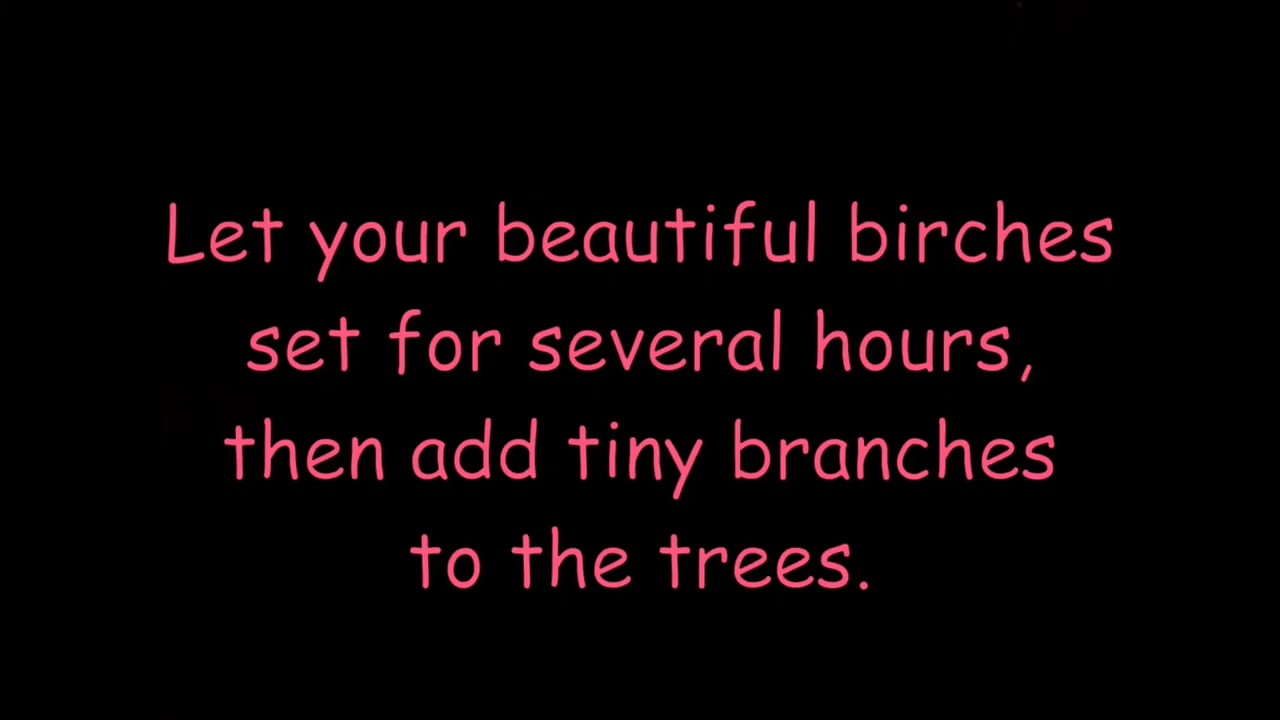 Let your beautiful birches
set for several hours,
then add tiny branches
to the trees.